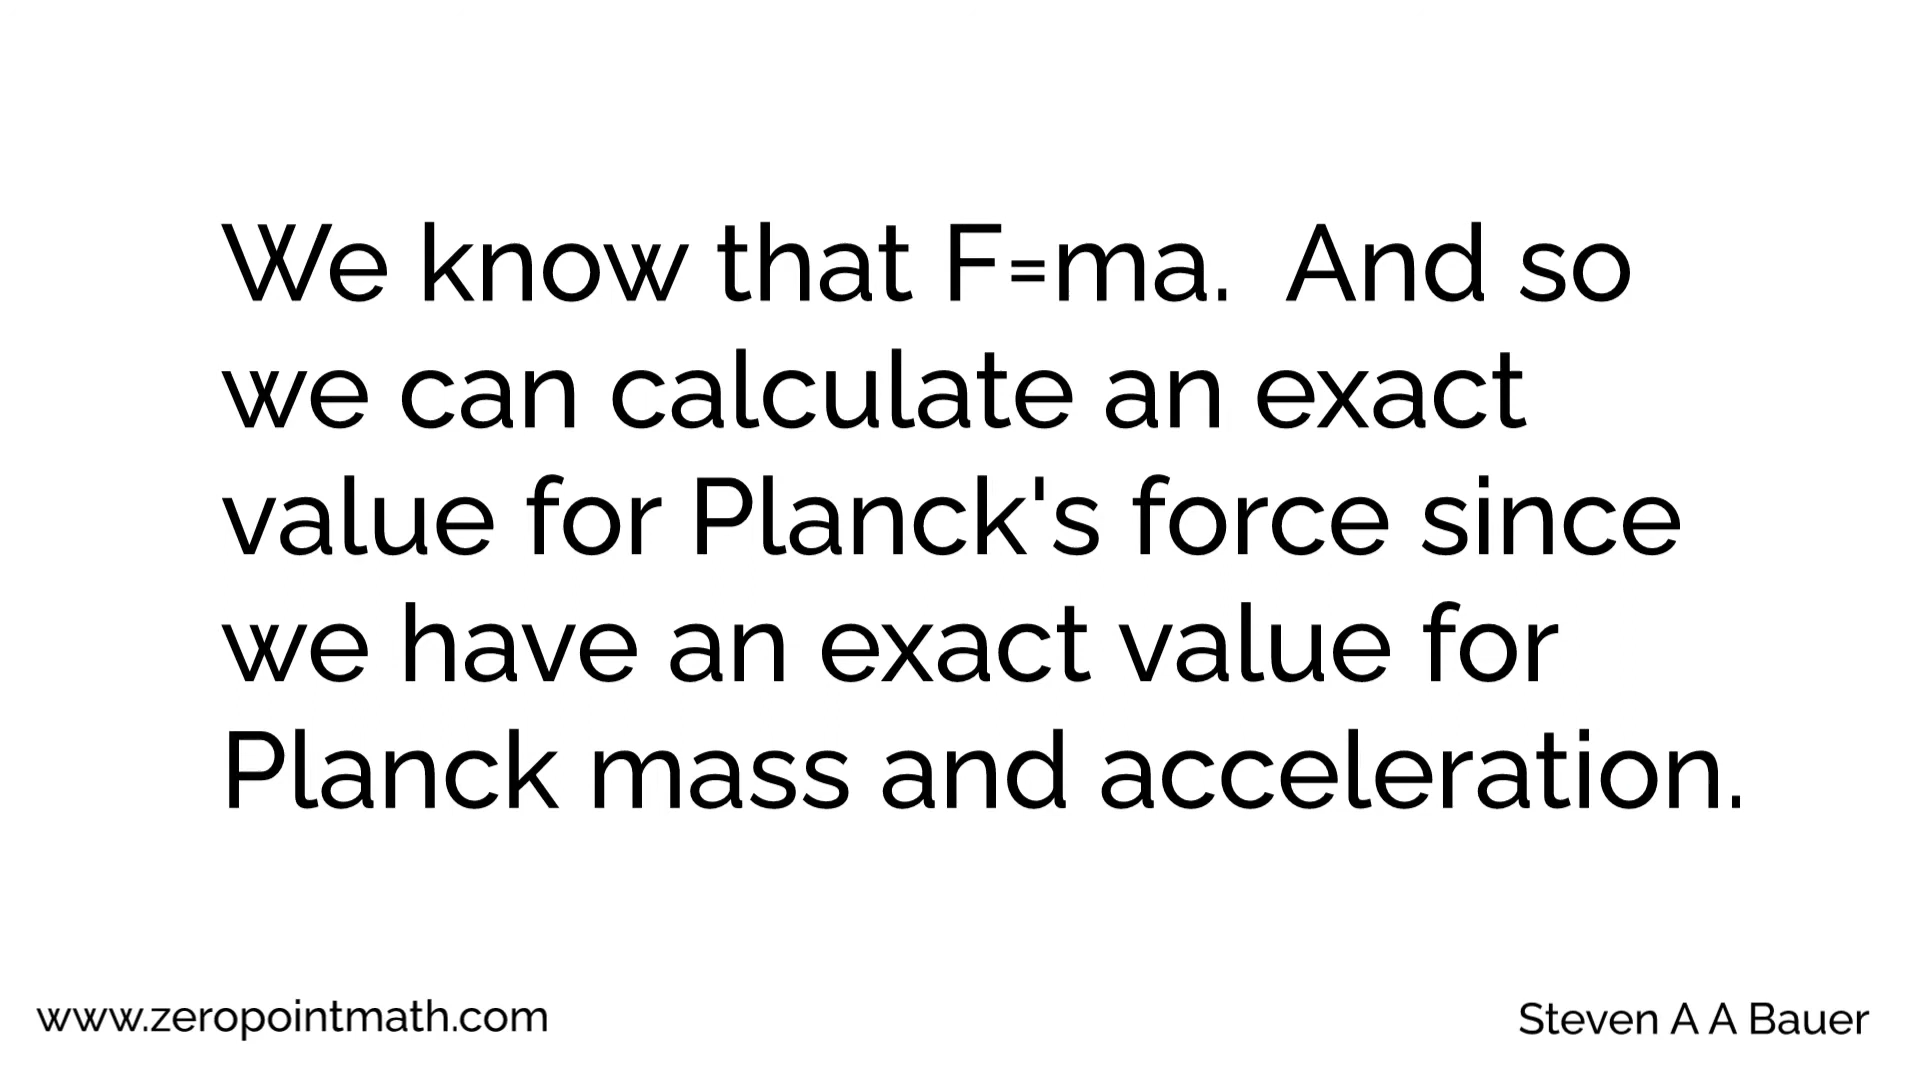 We know that F=ma.  And so
we can calculate an exact
value for Planck's force since
we have an exact value for
Planck mass and acceleration.
www.zeropointmath.com
Steven A A Bauer